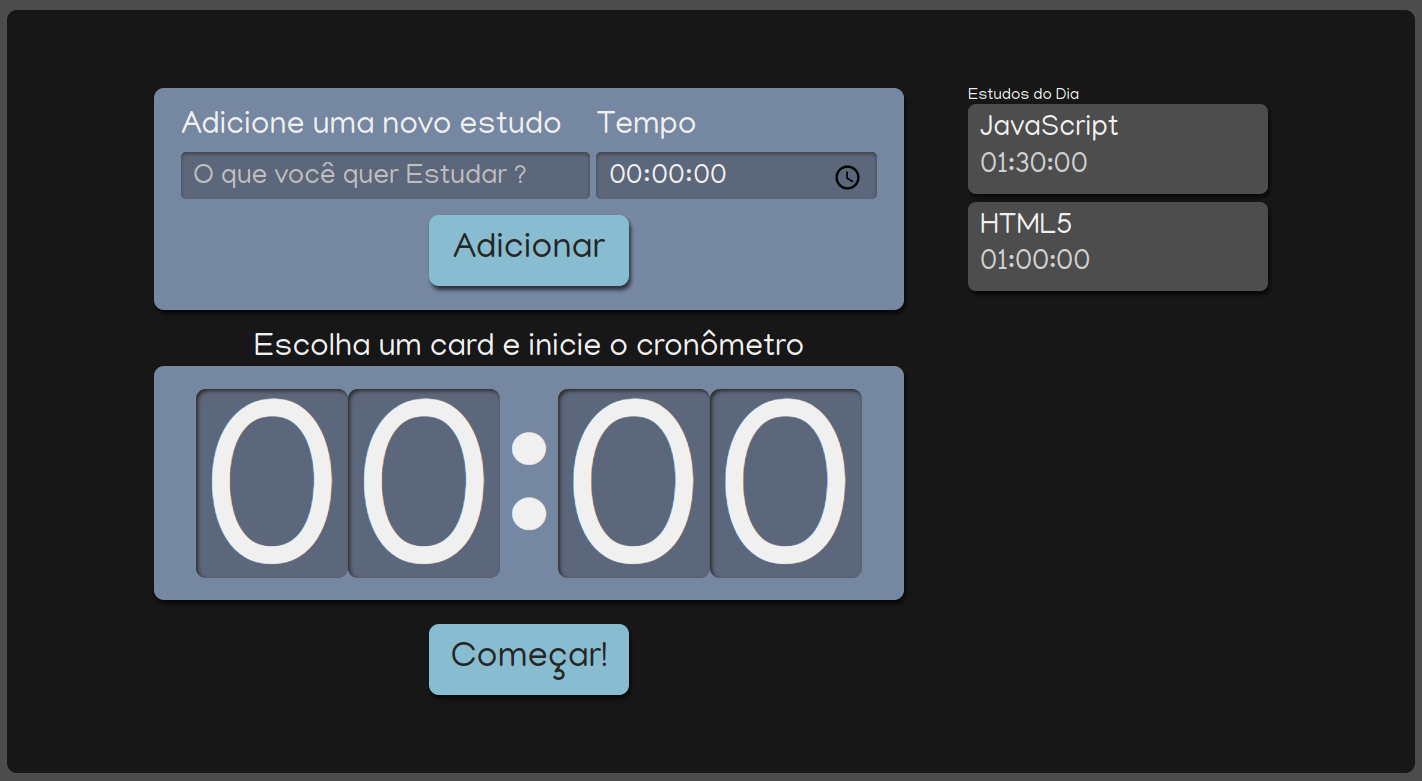 Adicione uma novo estudo
Tempo
O que você quer Estudar ?
00:00:00
Adicionar
Escolha um card e inicie o cronômetro
00:00
Começar!
Estudos do Dia
JavaScript
01:30:00
HTML5
01:00:00